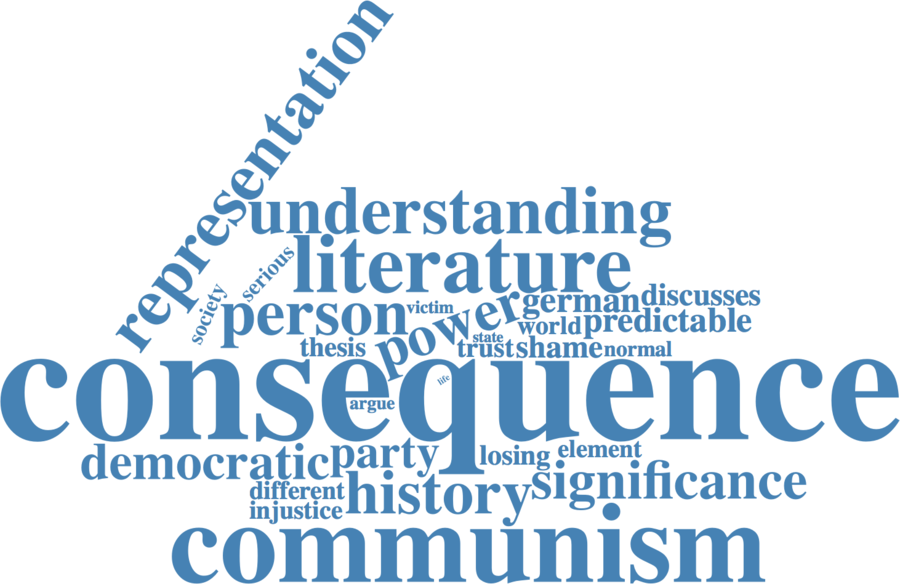 representation
understanding
serious
literature
society
person
victim
power
german
discusses
world
predictable
state
thesis
trust
shame
normal
consequence
life
argue
democratic
party
losing
element
different
history
significance
injustice
communism